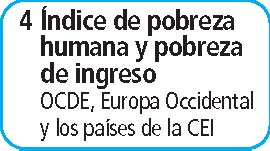 4 Índice de pobreza
humana y pobreza
de ingreso
OCDE, Europa Occidental
y los países de la CEI